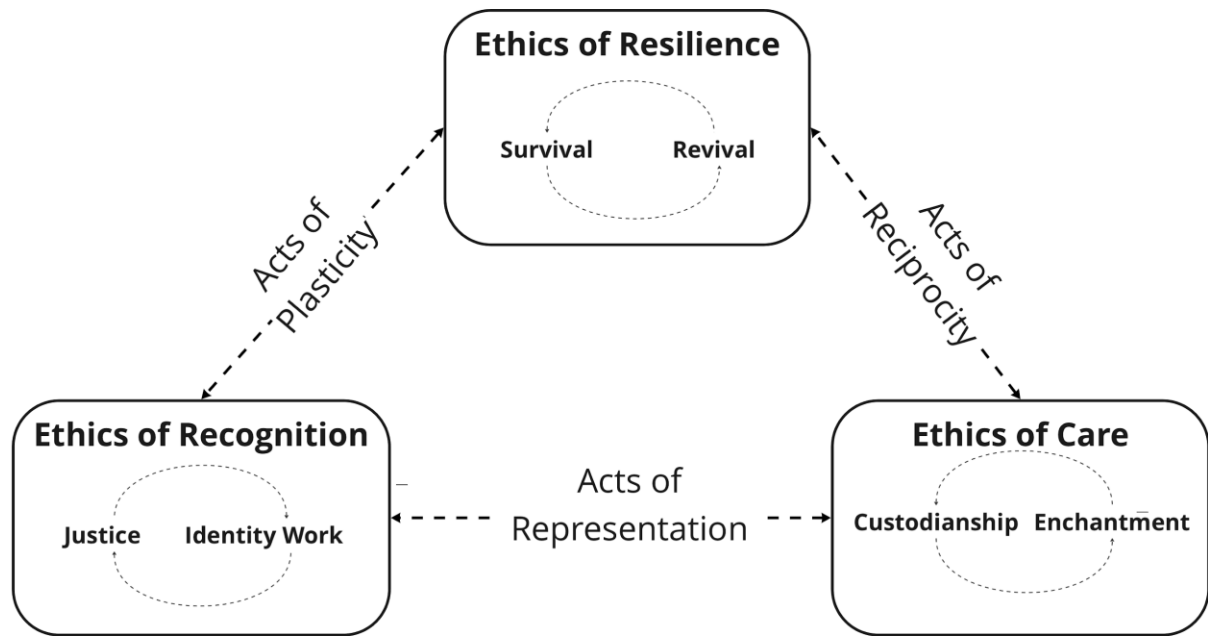 Ethics of Resilience
Survival
Revival
Acts of
Plasticity
Acts of
Reciprocity
Ethics of Recognition
Justice
Identity Work
Acts of
Representation
Ethics of Care
Custodianship
Enchantment